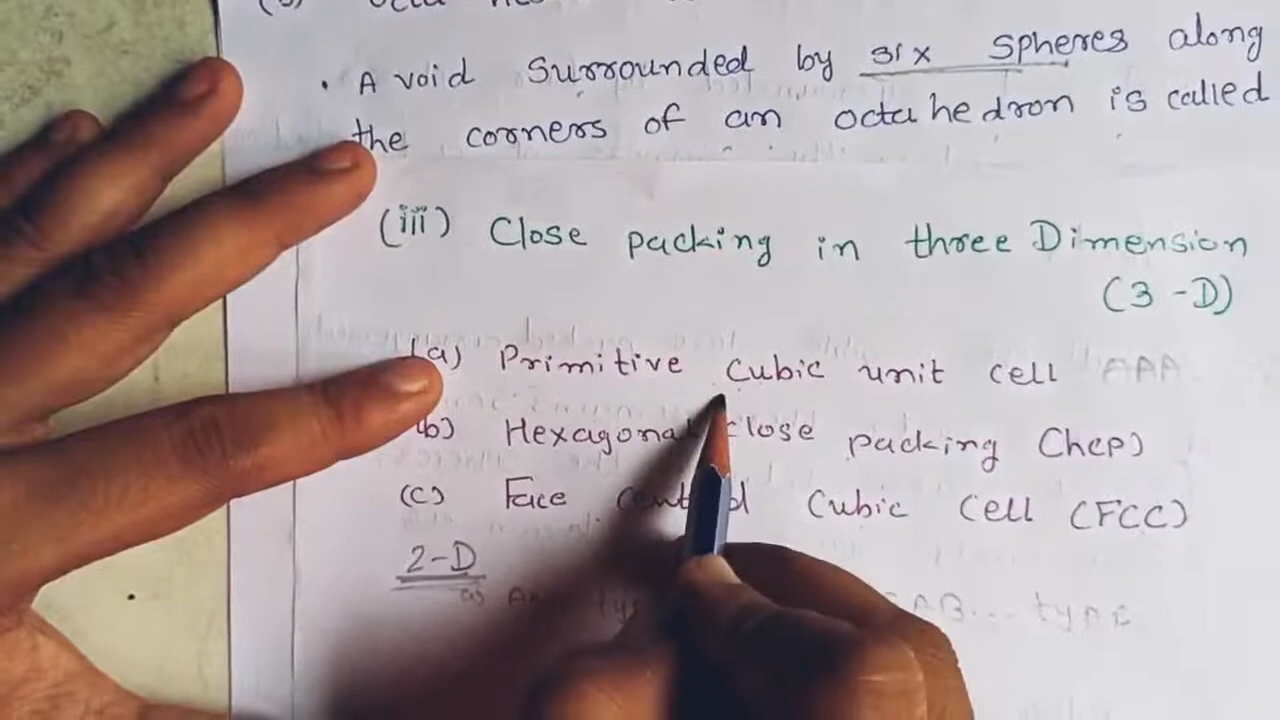 • A void surrounded by six spheres along
the corners of an octahedron is called
(iii) Close packing in three Dimension
(3-D)
(a) Primitive cubic unit cell AAA
(b) Hexagonal close packing (hcp)
(c) Face cubic cell (FCC)
2-D
(a) type